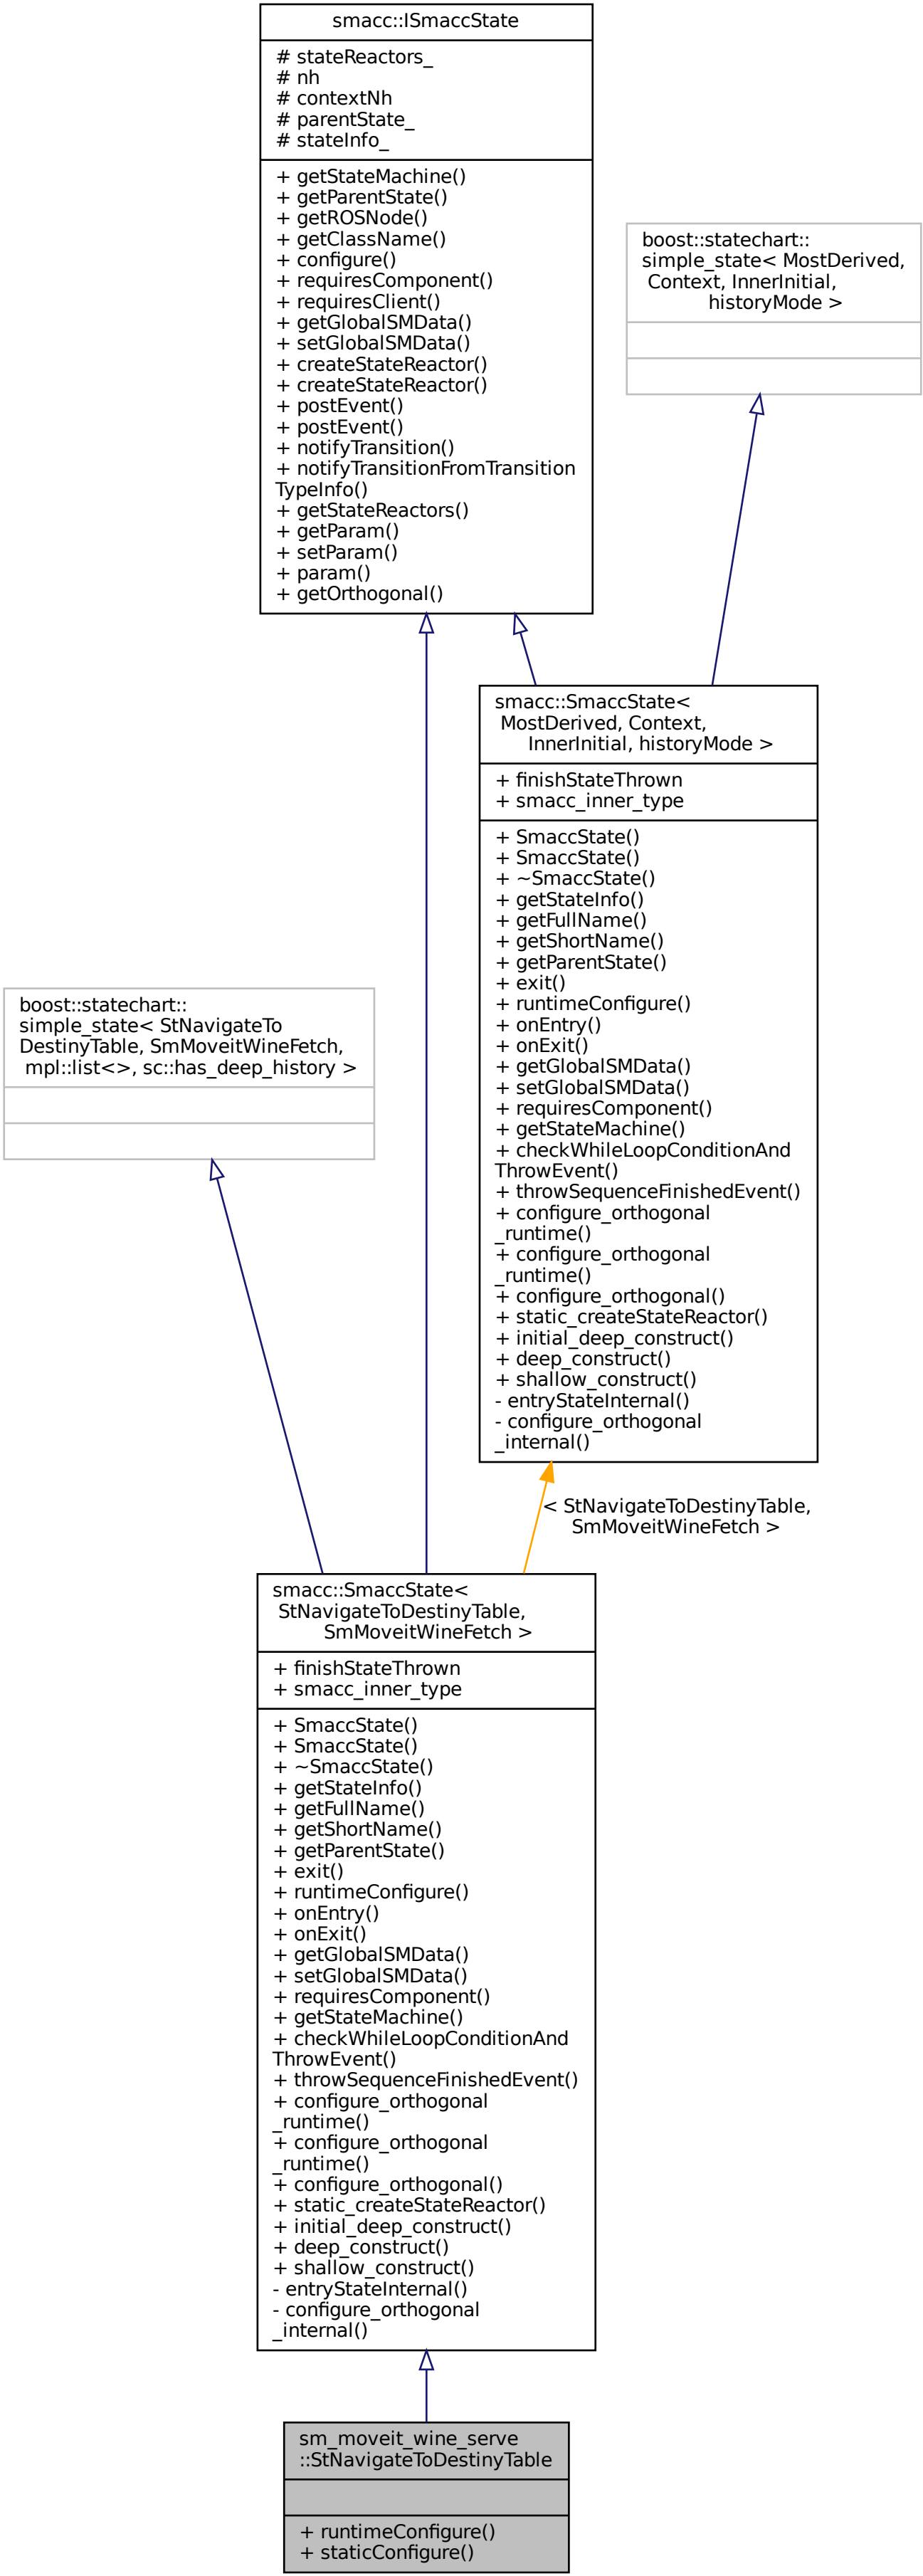 smacc::ISmaccState
# stateReactors_
# nh
# contextNh
# parentState_
# stateInfo_
+ getStateMachine()
+ getParentState()
+ getROSNode()
+ getClassName()
+ configure()
+ requiresComponent()
+ requiresClient()
+ getGlobalSMData()
+ setGlobalSMData()
+ createStateReactor()
+ createStateReactor()
+ postEvent()
+ postEvent()
+ notifyTransition()
+ notifyTransitionFromTransition
TypeInfo()
+ getStateReactors()
+ getParam()
+ setParam()
+ param()
+ getOrthogonal()
boost::statechart::
simple_state< MostDerived,
Context, InnerInitial,
historyMode >
smacc::SmaccState<
MostDerived, Context,
InnerInitial, historyMode >
+ finishStateThrown
+ smacc_inner_type
+ SmaccState()
+ SmaccState()
+ ~SmaccState()
+ getStateInfo()
+ getFullName()
+ getShortName()
+ getParentState()
+ exit()
+ runtimeConfigure()
+ onEntry()
+ onExit()
+ getGlobalSMData()
+ setGlobalSMData()
+ requiresComponent()
+ getStateMachine()
+ checkWhileLoopConditionAnd
ThrowEvent()
+ throwSequenceFinishedEvent()
+ configure_orthogonal
_runtime()
+ configure_orthogonal
_runtime()
+ configure_orthogonal()
+ static_createStateReactor()
+ initial_deep_construct()
+ deep_construct()
+ shallow_construct()
- entryStateInternal()
- configure_orthogonal
_internal()
boost::statechart::
simple_state< StNavigateTo
DestinyTable, SmMoveitWineFetch,
mpl::list<>, sc::has_deep_history >
< StNavigateToDestinyTable,
SmMoveitWineFetch >
smacc::SmaccState<
StNavigateToDestinyTable,
SmMoveitWineFetch >
+ finishStateThrown
+ smacc_inner_type
+ SmaccState()
+ SmaccState()
+ ~SmaccState()
+ getStateInfo()
+ getFullName()
+ getShortName()
+ getParentState()
+ exit()
+ runtimeConfigure()
+ onEntry()
+ onExit()
+ getGlobalSMData()
+ setGlobalSMData()
+ requiresComponent()
+ getStateMachine()
+ checkWhileLoopConditionAnd
ThrowEvent()
+ throwSequenceFinishedEvent()
+ configure_orthogonal
_runtime()
+ configure_orthogonal
_runtime()
+ configure_orthogonal()
+ static_createStateReactor()
+ initial_deep_construct()
+ deep_construct()
+ shallow_construct()
- entryStateInternal()
- configure_orthogonal
_internal()
sm_moveit_wine_serve
::StNavigateToDestinyTable
+ runtimeConfigure()
+ staticConfigure()